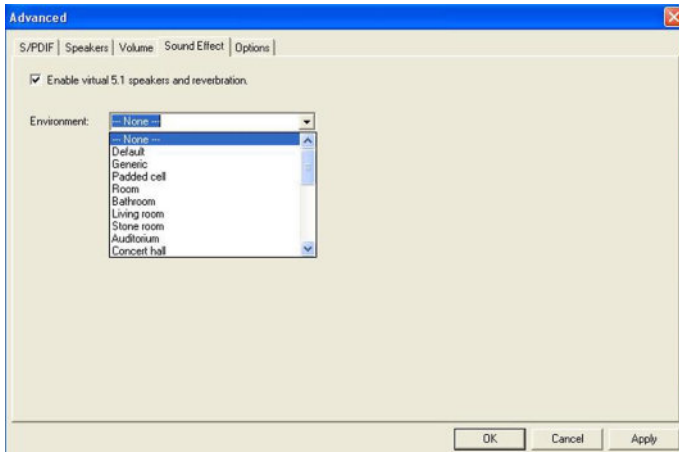 Advanced
S/PDIF Speakers Volume Sound Effect Options
Enable virtual 5.1 speakers and reverbration.
Environment: --- None ---
--- None ---
Default
Generic
Padded cell
Room
Bathroom
Living room
Stone room
Auditorium
Concert hall
OK Cancel Apply